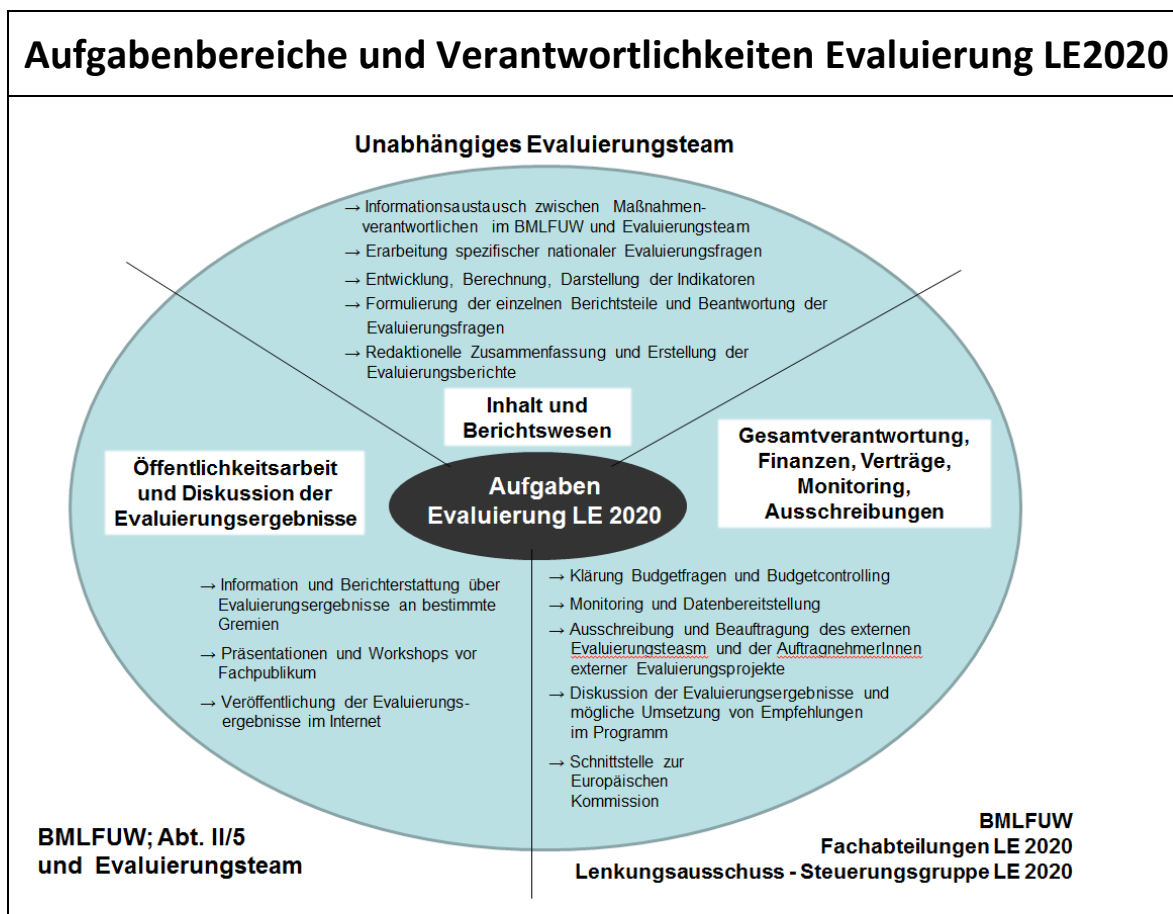 Aufgabenbereiche und Verantwortlichkeiten Evaluierung LE2020
Unabhängiges Evaluierungsteam
→ Informationsaustausch zwischen Maßnahmen-
verantwortlichen im BMLFUW und Evaluierungsteam
→ Erarbeitung spezifischer nationaler Evaluierungsfragen
→ Entwicklung, Berechnung, Darstellung der Indikatoren
→ Formulierung der einzelnen Berichtsteile und Beantwortung der
Evaluierungsfragen
→ Redaktionelle Zusammenfassung und Erstellung der
Evaluierungsberichte
Inhalt und
Berichtswesen
Öffentlichkeitsarbeit
und Diskussion der
Evaluierungsergebnisse
Aufgaben
Evaluierung LE 2020
Gesamtverantwortung,
Finanzen, Verträge,
Monitoring,
Ausschreibungen
→ Information und Berichterstattung über
Evaluierungsergebnisse an bestimmte
Gremien
→ Präsentationen und Workshops vor
Fachpublikum
→ Veröffentlichung der Evaluierungs-
ergebnisse im Internet
→ Klärung Budgetfragen und Budgetcontrolling
→ Monitoring und Datenbereitstellung
→ Ausschreibung und Beauftragung des externen
Evaluierungsteasm und der AuftragnehmerInnen
externer Evaluierungsprojekte
→ Diskussion der Evaluierungsergebnisse und
mögliche Umsetzung von Empfehlungen
im Programm
→ Schnittstelle zur
Europäischen
Kommission
BMLFUW; Abt. II/5
und Evaluierungsteam
BMLFUW
Fachabteilungen LE 2020
Lenkungsausschuss - Steuerungsgruppe LE 2020